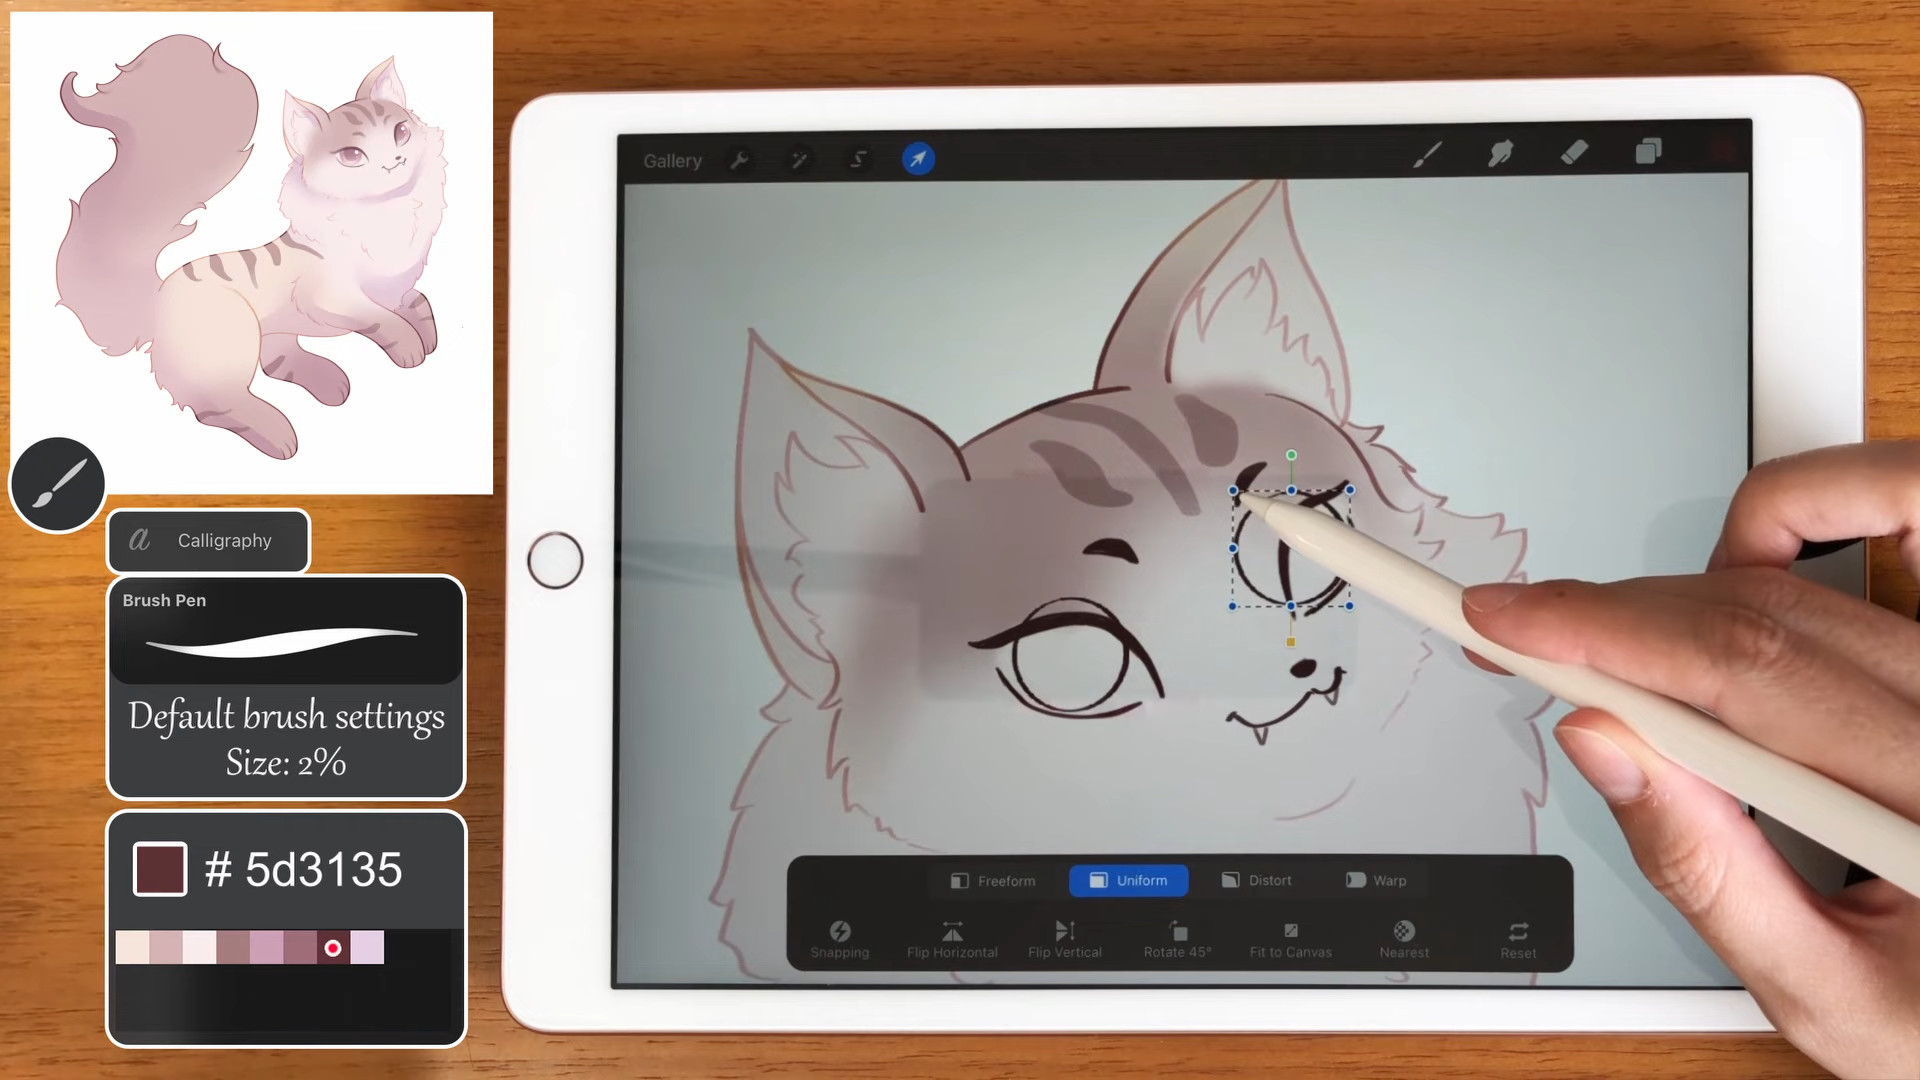 Gallery
Calligraphy
Brush Pen
Default brush settings
Size: 2%
# 5d3135
Freeform
Uniform
Distort
Warp
Snapping
Flip Horizontal
Flip Vertical
Rotate 45°
Fit to Canvas
Nearest
Reset